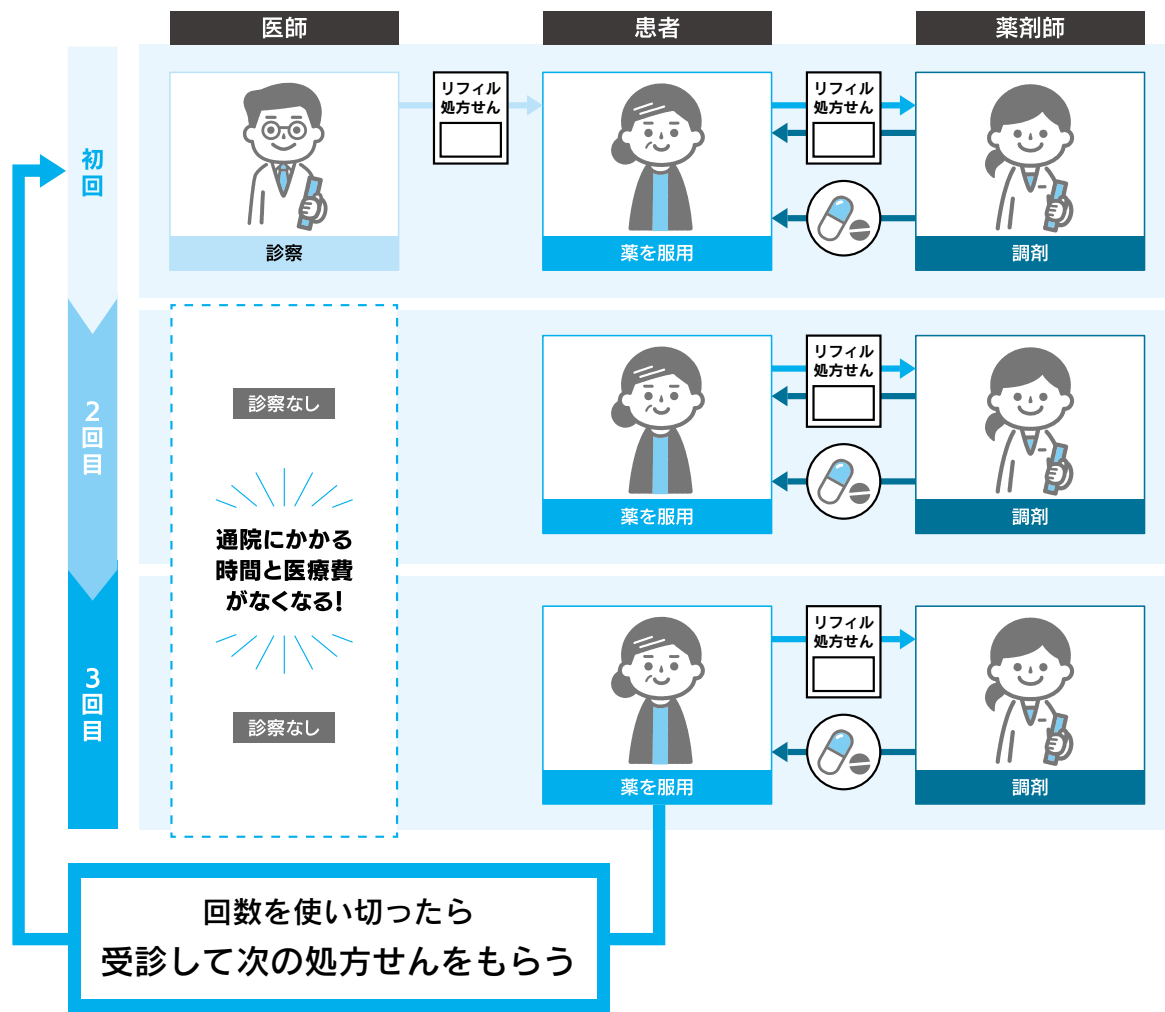 医師
患者
薬剤師
初回
リフィル
処方せん
リフィル
処方せん
診察
薬を服用
調剤
2回目
診察なし
リフィル
処方せん
薬を服用
調剤
通院にかかる
時間と医療費
がなくなる!
3回目
診察なし
リフィル
処方せん
薬を服用
調剤
回数を使い切ったら
受診して次の処方せんをもらう